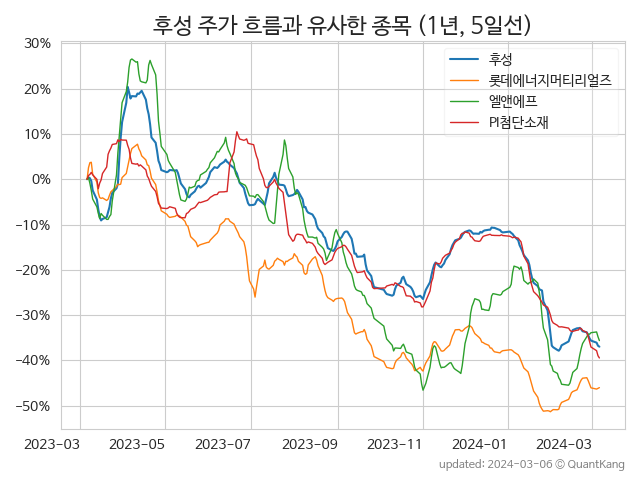 후성 주가 흐름과 유사한 종목 (1년, 5일선)
후성
롯데에너지머티리얼즈
엘앤에프
PI첨단소재
30%
20%
10%
0%
−10%
−20%
−30%
−40%
−50%
2023-03 2023-05 2023-07 2023-09 2023-11 2024-01 2024-03
updated: 2024-03-06 © QuantKang